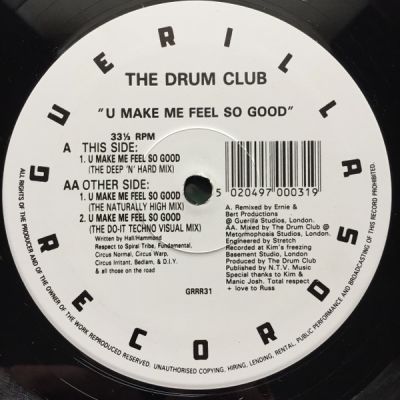 GUERILLA RECORDS
THE DRUM CLUB
"U MAKE ME FEEL SO GOOD"
33⅓ RPM
A THIS SIDE:
1. U MAKE ME FEEL SO GOOD
(THE DEEP 'N' HARD MIX)
AA OTHER SIDE:
1. U MAKE ME FEEL SO GOOD
(THE NATURALLY HIGH MIX)
2. U MAKE ME FEEL SO GOOD
(THE DO-IT TECHNO VISUAL MIX)
Written by Hall/Hammond
Respect to Spiral Tribe, Fundamental,
Circus Normal, Circus Warp,
Circus Irritant, Bedlam, & D.I.Y.
& all those on the road
GRRR31
5 020497 000319
A. Remixed by Ernie &
Bert Productions
@ Guerilla Studios, London.
AA. Mixed by The Drum Club @
Metormophosis Studios, London.
Engineered by Stretch
Recorded at Kim's freezing
Basement Studio, London
Produced by The Drum Club
Published by N.T.V. Music
Special thanks to Kim &
Manic Josh. Total respect
+ love to Russ
ALL RIGHTS OF THE PRODUCER AND OF THE OWNER OF THE WORK REPRODUCED RESERVED. UNAUTHORISED COPYING, HIRING, LENDING, RENTAL, PUBLIC PERFORMANCE AND BROADCASTING OF THIS RECORD PROHIBITED.